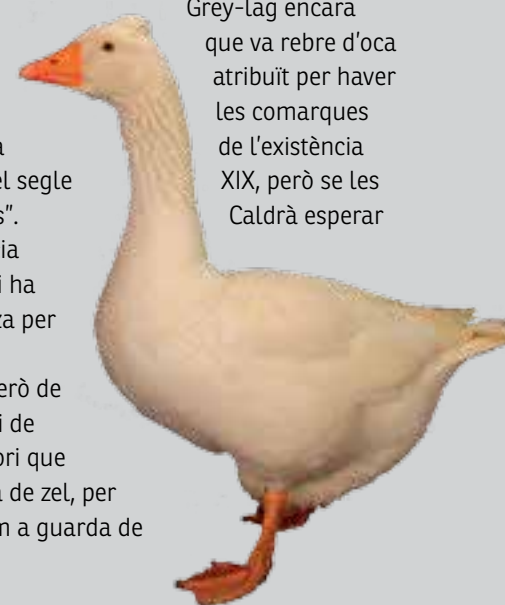 a
el segle
s”.
ia
i ha
za per
erò de
i de
ori que
a de zel, per
m a guarda de
Grey-lag encara
que va rebre d’oca
atribuït per haver
les comarques
de l’existència
XIX, però se les
Caldrà esperar